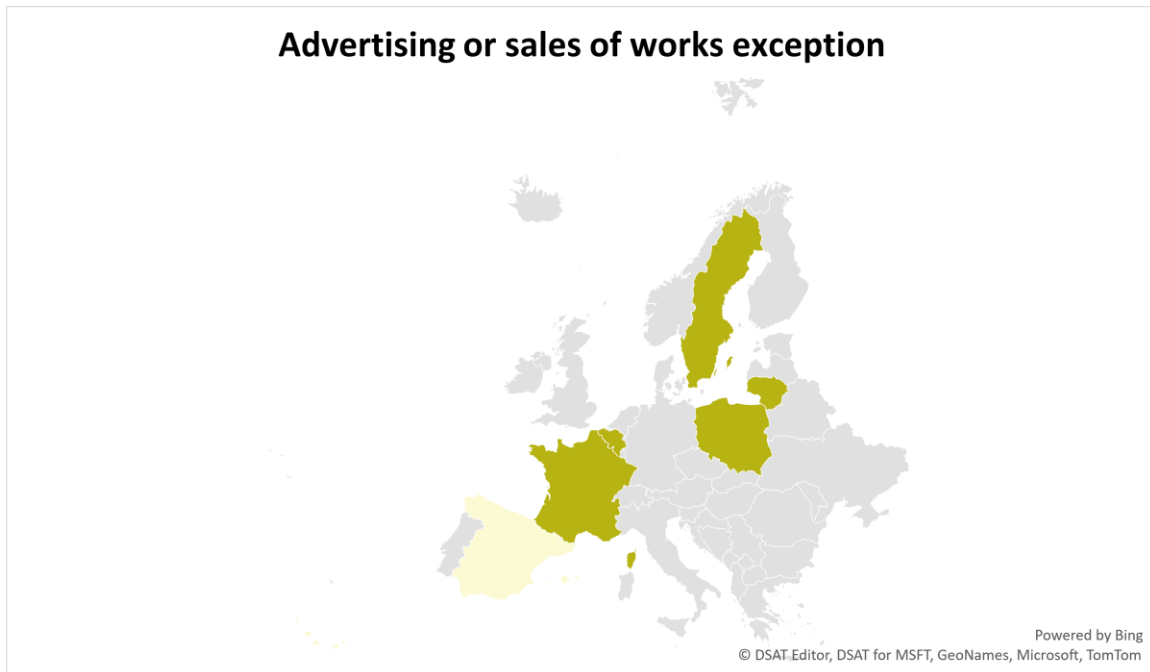 Advertising or sales of works exception
Powered by Bing
© DSAT Editor, DSAT for MSFT, GeoNames, Microsoft, TomTom